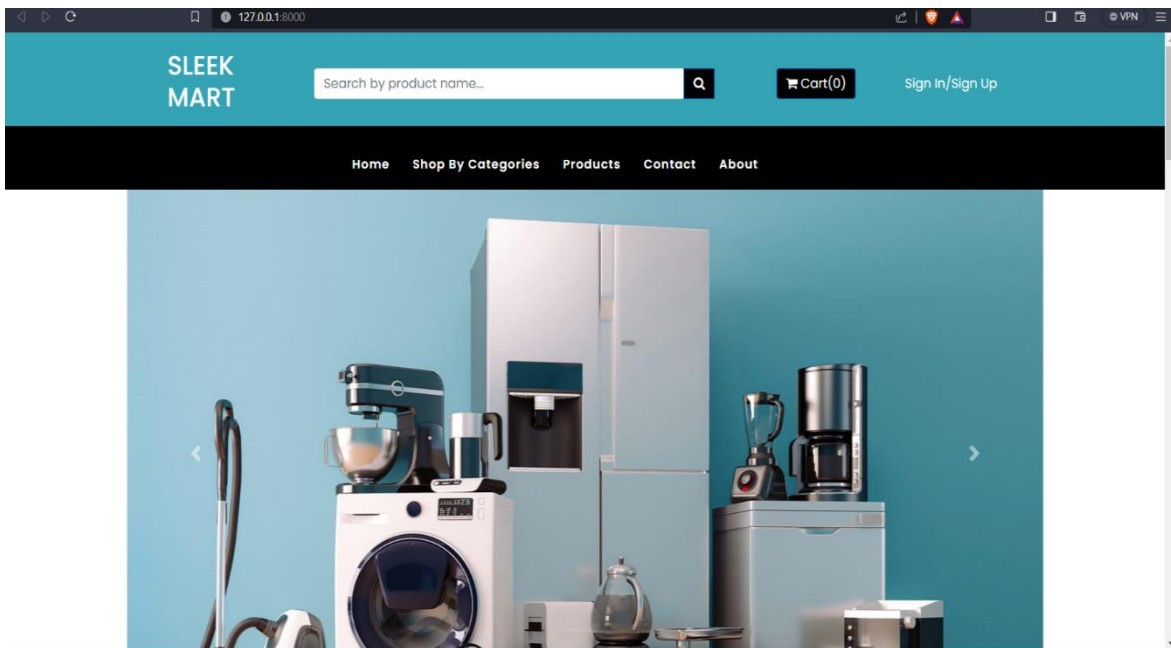 127.0.0.1:8000
VPN
SLEEK
MART
Search by product name...
Cart(0)
Sign In/Sign Up
Home Shop By Categories Products Contact About